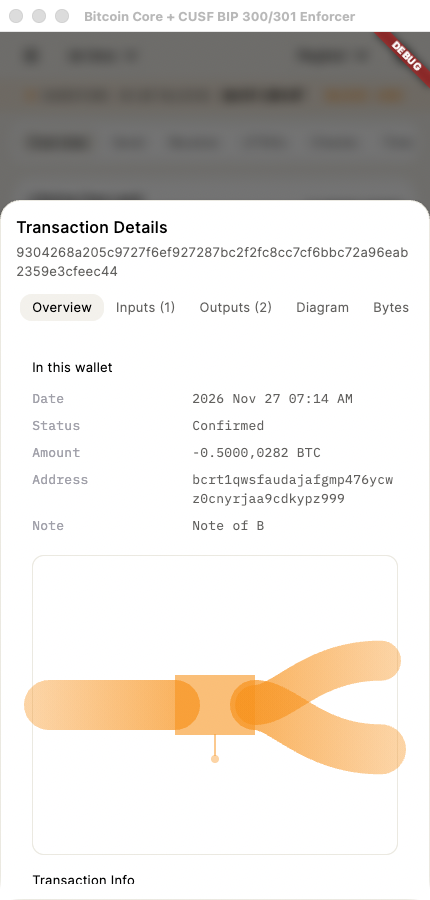 Bitcoin Core + CUSF BIP 300/301 Enforcer
DEBUG
Transaction Details
9304268a205c9727f6ef927287bc2f2fc8cc7cf6bbc72a96eab
2359e3cfeec44
Overview Inputs (1) Outputs (2) Diagram Bytes
In this wallet
Date 2026 Nov 27 07:14 AM
Status Confirmed
Amount -0.5000,0282 BTC
Address bcrt1qwsfaudajafgmp476ycw
z0cnyrjaa9cdkypz999
Note Note of B
Transaction Info